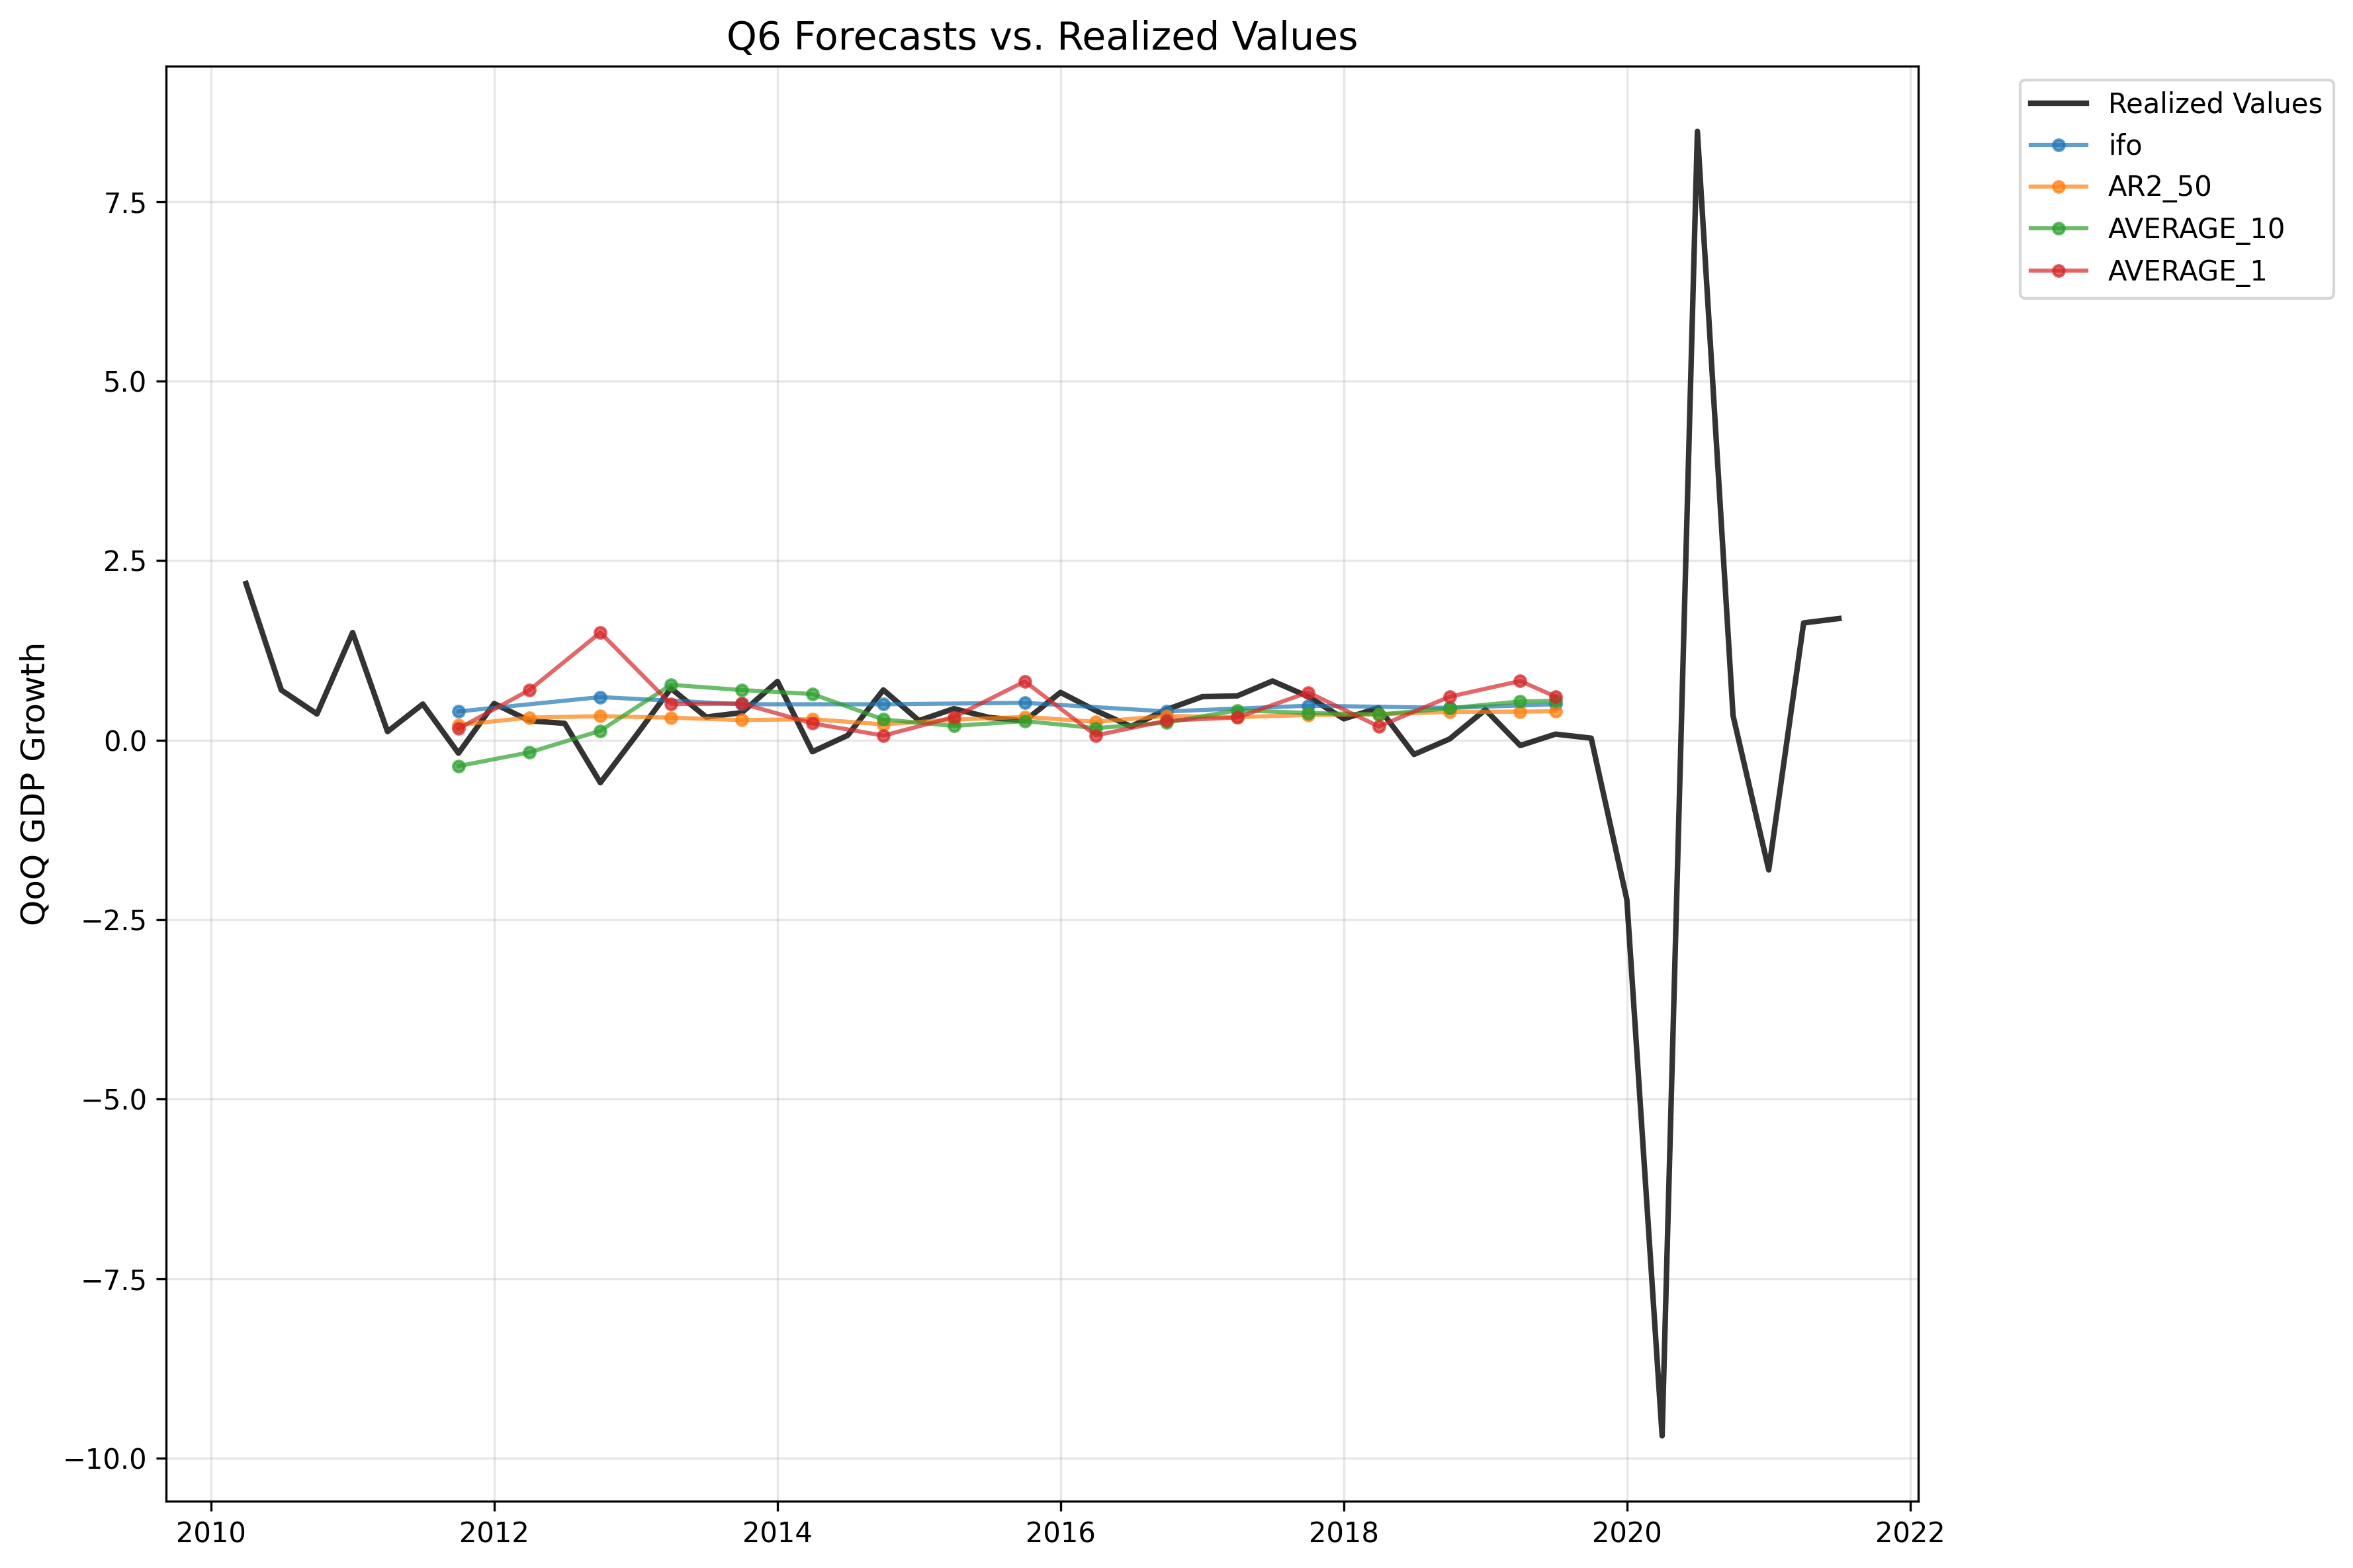 Q6 Forecasts vs. Realized Values
Realized Values
ifo
AR2_50
AVERAGE_10
AVERAGE_1
QoQ GDP Growth
7.5
5.0
2.5
0.0
−2.5
−5.0
−7.5
−10.0
2010 2012 2014 2016 2018 2020 2022